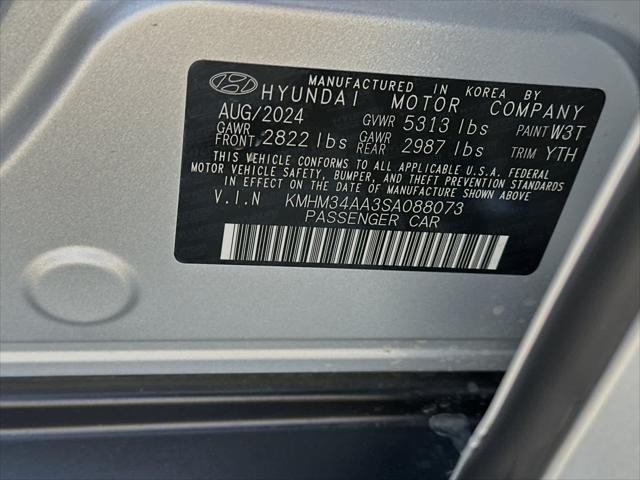 MANUFACTURED IN KOREA BY
HYUNDAI MOTOR COMPANY
AUG/2024 GVWR 5313 lbs PAINT W3T
GAWR FRONT 2822 lbs GAWR REAR 2987 lbs TRIM YTH
THIS VEHICLE CONFORMS TO ALL APPLICABLE U.S.A. FEDERAL
MOTOR VEHICLE SAFETY, BUMPER, AND THEFT PREVENTION STANDARDS
IN EFFECT ON THE DATE OF MANUFACTURE SHOWN ABOVE
V.I.N KMHM34AA3SA088073
PASSENGER CAR